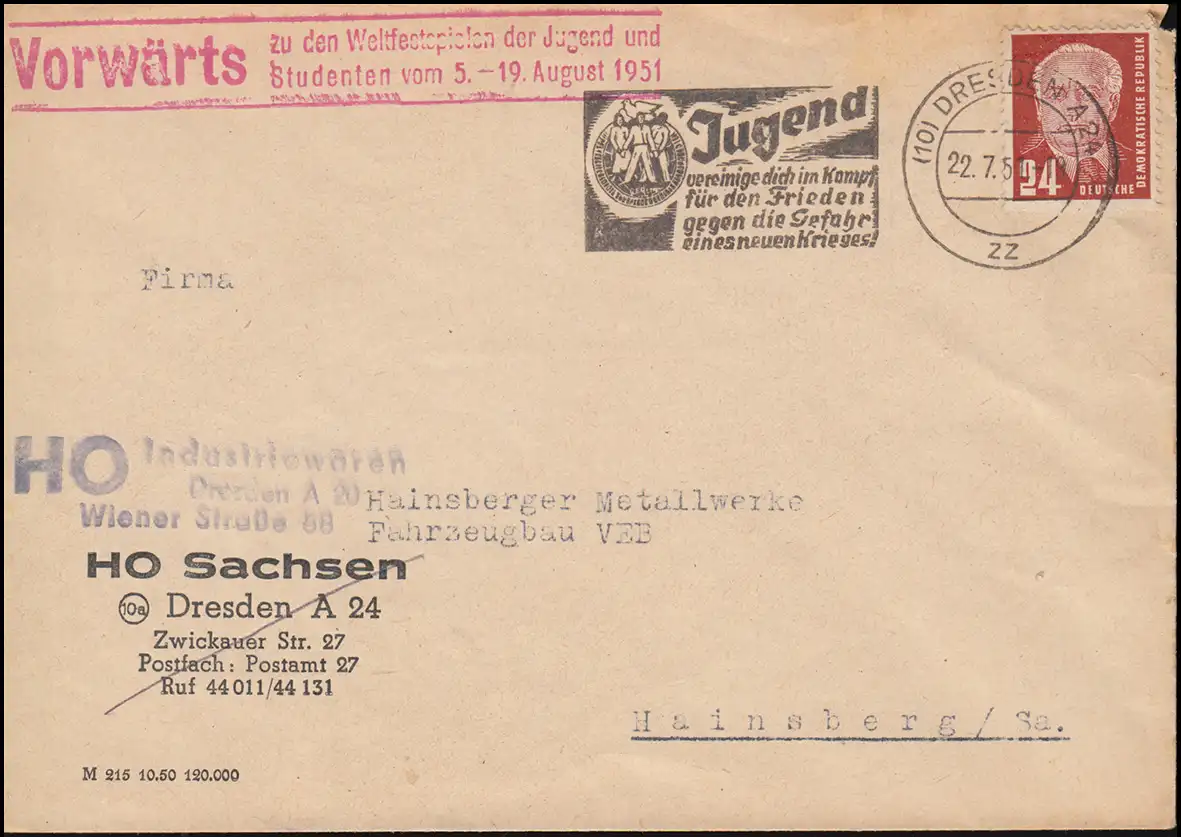 Vorwärts zu den Weltfestspielen der Jugend und
Studenten vom 5.-19. August 1951
Jugend
vereinige dich im Kampf
für den Frieden
gegen die Gefahr
eines neuen Krieges!
(10) DRESDEN A 24
22. 7. 5
zz
24
DEUTSCHE DEMOKRATISCHE REPUBLIK
Firma
HO Industriewaren
Dresden A 20
Wiener Straße
Hainsberger Metallwerke
Fahrzeugbau VEB
HO Sachsen
10a Dresden A 24
Zwickauer Str. 27
Postfach: Postamt 27
Ruf 44 011/44 131
Hainsberg/Sa.
M 215 10.50 120.000